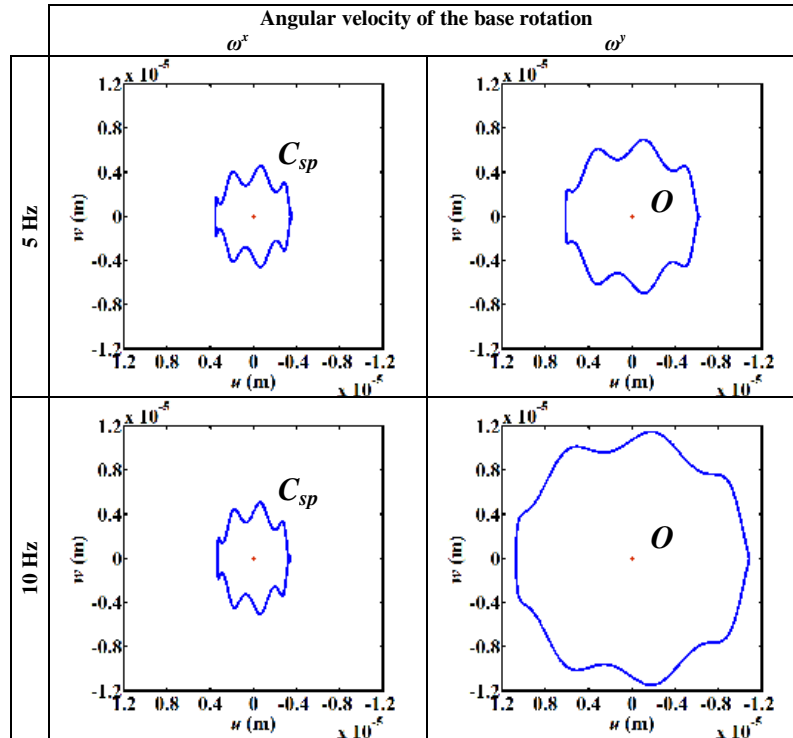 Angular velocity of the base rotation
ω^x ω^y
5 Hz
1.2 x 10^-5
0.8
0.4
0
-0.4
-0.8
-1.2
w (m)
C_sp
1.2 0.8 0.4 0 -0.4 -0.8 -1.2
u (m) x 10^-5
1.2 x 10^-5
0.8
0.4
0
-0.4
-0.8
-1.2
w (m)
O
1.2 0.8 0.4 0 -0.4 -0.8 -1.2
u (m) x 10^-5
10 Hz
1.2 x 10^-5
0.8
0.4
0
-0.4
-0.8
-1.2
w (m)
C_sp
1.2 0.8 0.4 0 -0.4 -0.8 -1.2
u (m) x 10^-5
1.2 x 10^-5
0.8
0.4
0
-0.4
-0.8
-1.2
w (m)
O
1.2 0.8 0.4 0 -0.4 -0.8 -1.2
u (m) x 10^-5